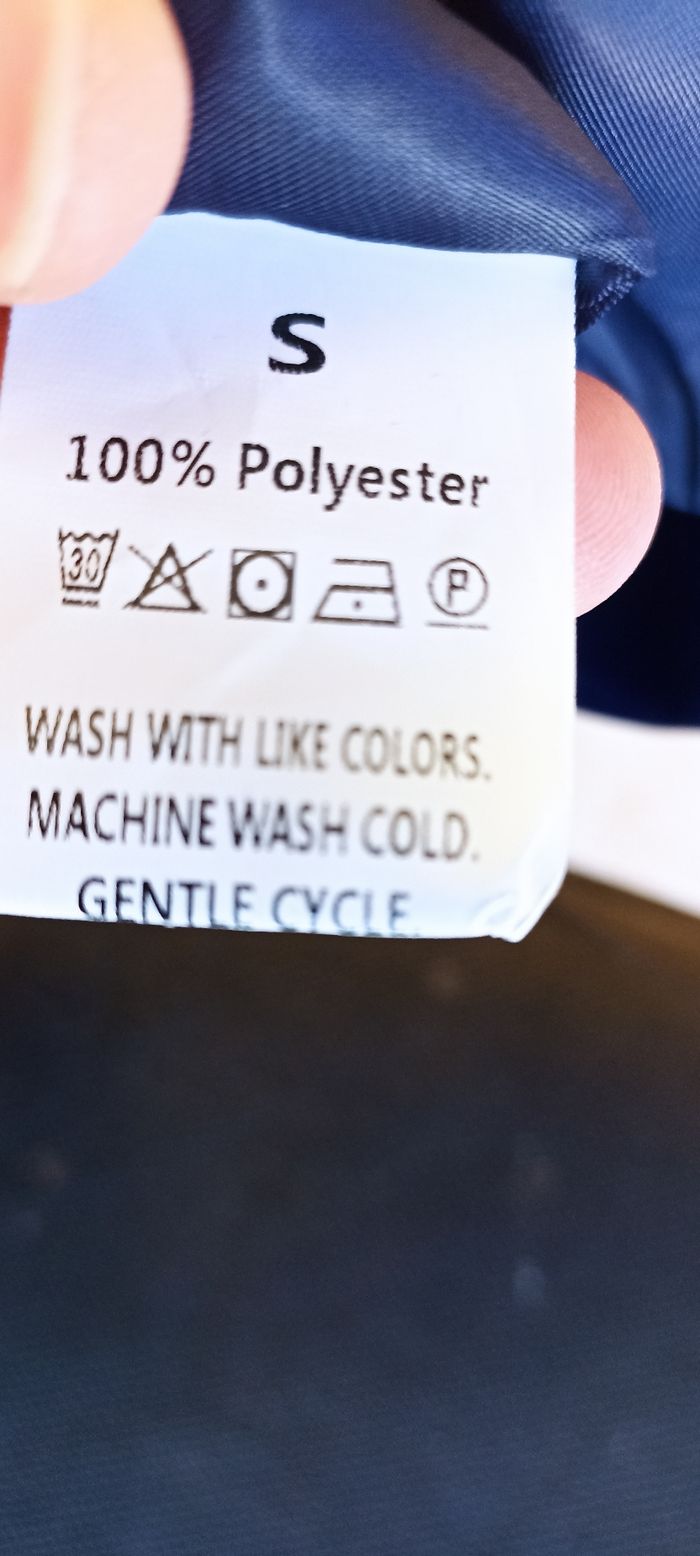 S
100% Polyester
30 P
WASH WITH LIKE COLORS.
MACHINE WASH COLD.
GENTLE CYCLE.